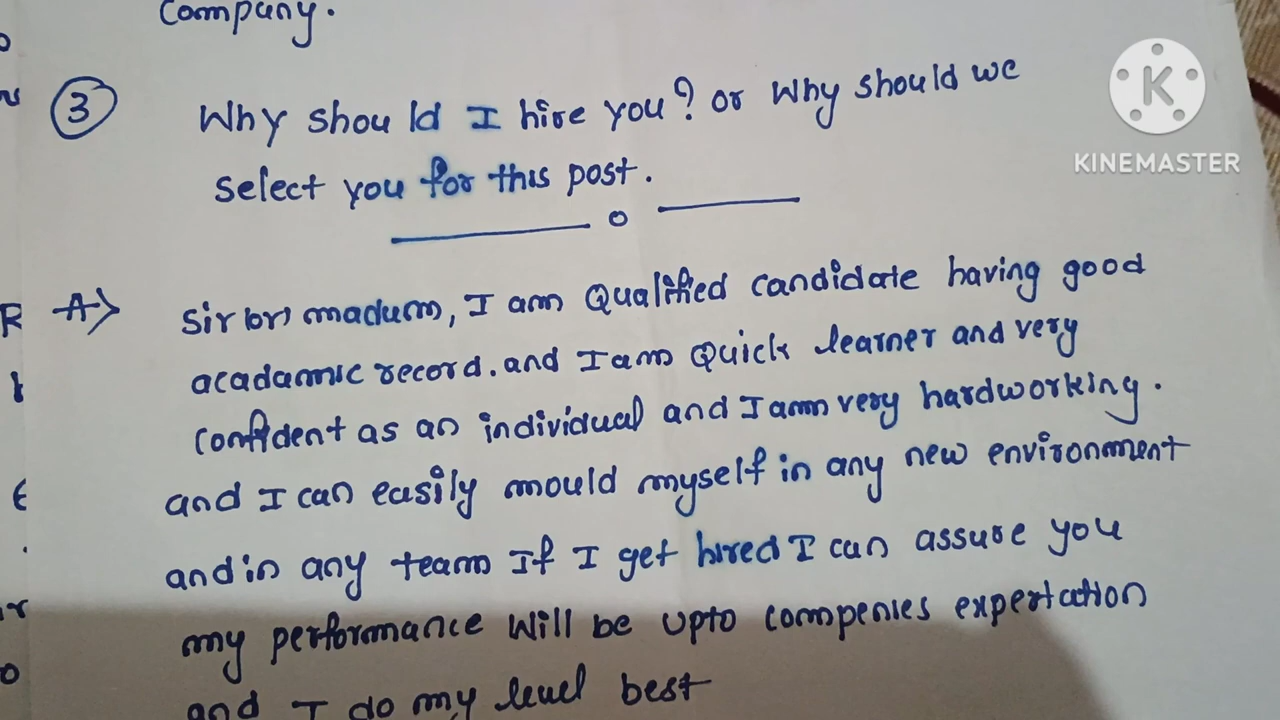 Company.
3 Why should I hire you? or Why should we
select you for this post.
A> Sir (or) madum, I am Qualified candidate having good
acadamic record. and I am Quick learner and very
confident as an individual and I am very hardworking.
and I can easily mould myself in any new environment
and in any team If I get hired I can assure you
my performance will be upto compenies expertation
and I do my level best
K
KINEMASTER